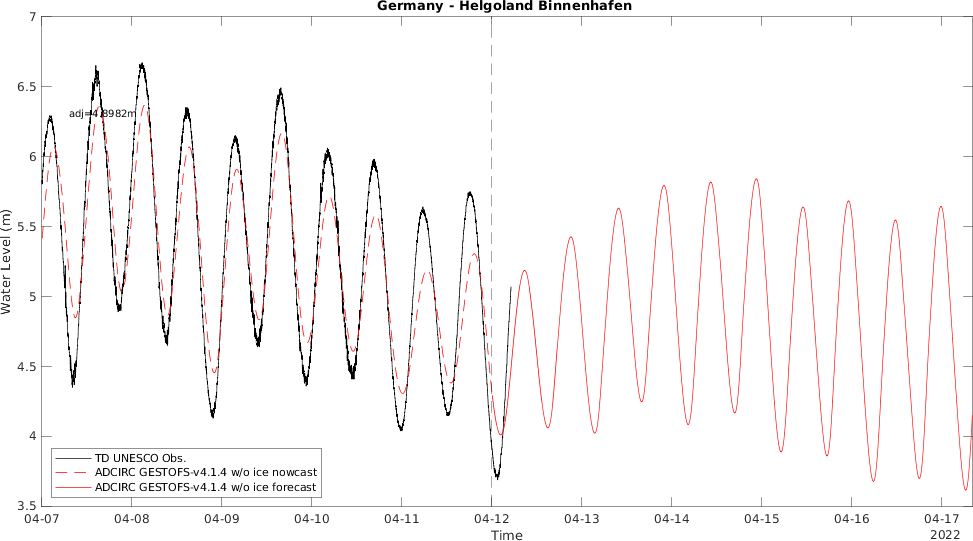 Germany - Helgoland Binnenhafen
7
6.5
6
5.5
5
4.5
4
3.5
Water Level (m)
adj=4.8982m
TD UNESCO Obs.
ADCIRC GESTOFS-v4.1.4 w/o ice nowcast
ADCIRC GESTOFS-v4.1.4 w/o ice forecast
04-07 04-08 04-09 04-10 04-11 04-12 04-13 04-14 04-15 04-16 04-17
Time
2022